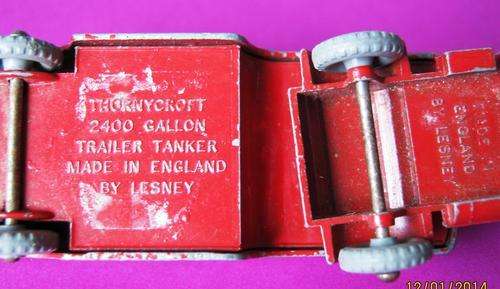 THORNYCROFT
2400 GALLON
TRAILER TANKER
MADE IN ENGLAND
BY LESNEY
MADE IN
ENGLAND
BY LESNEY
12/01/2014